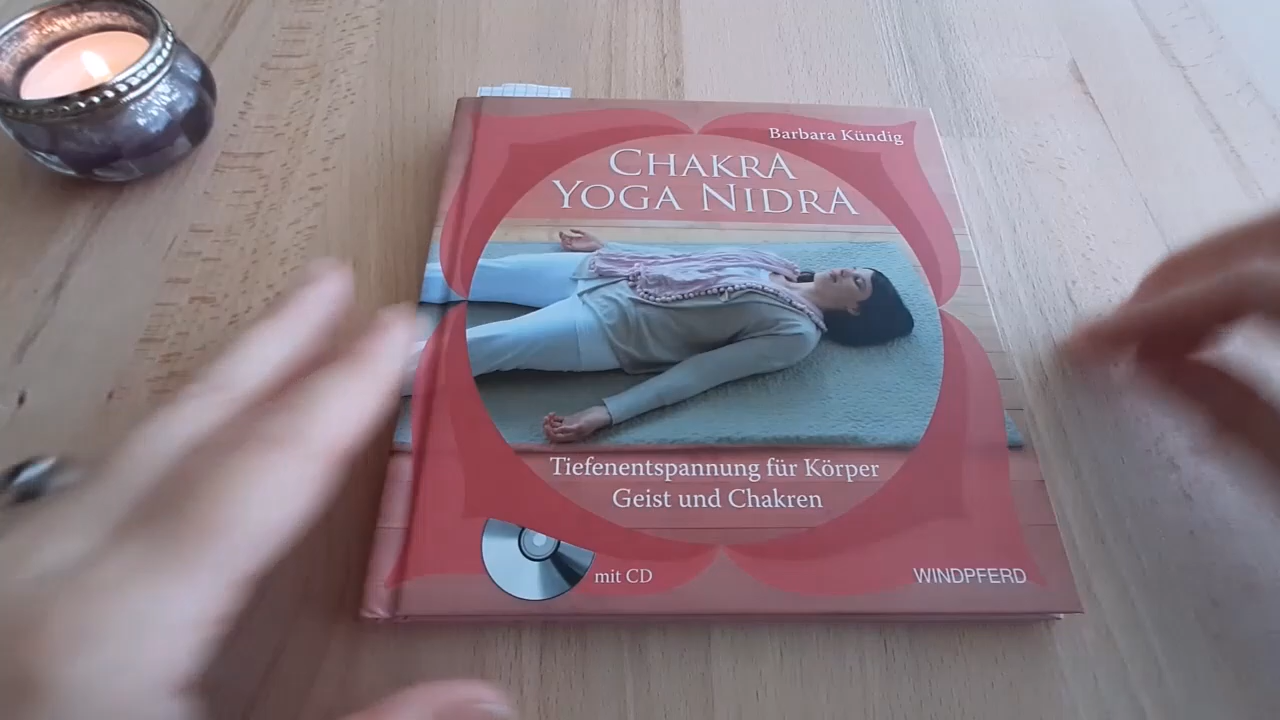 Barbara Kündig
Chakra
Yoga Nidra
Tiefenentspannung für Körper
Geist und Chakren
mit CD
WINDPFERD